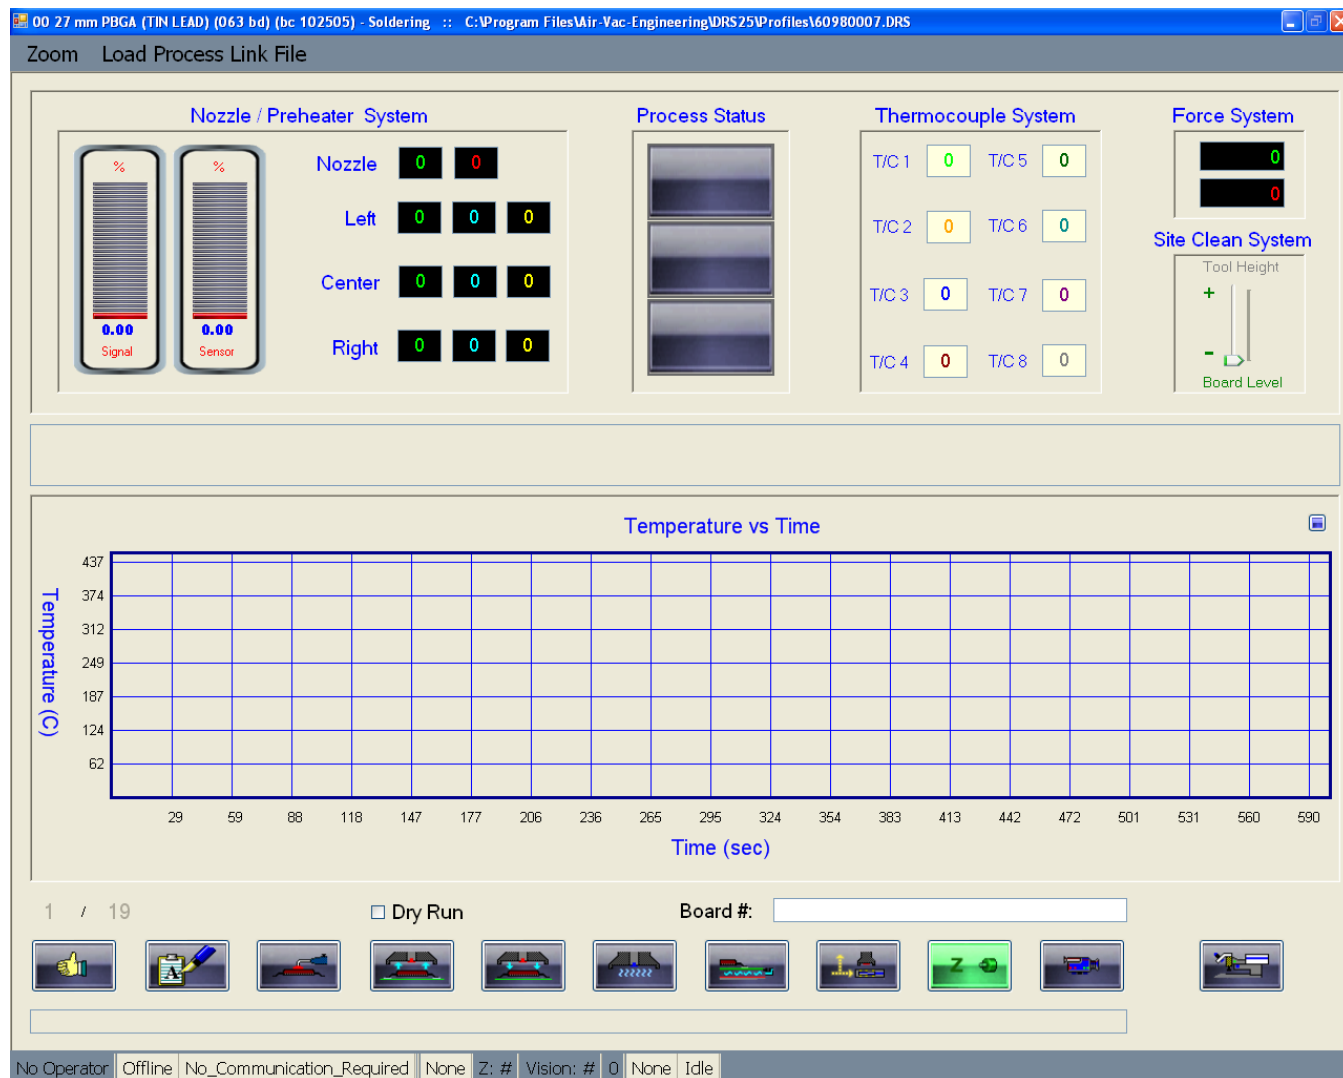 00 27 mm PBGA (TIN LEAD) (063 bd) (bc 102505) - Soldering :: C:\Program Files\Air-Vac-Engineering\DRS25\Profiles\60980007.DRS
Zoom Load Process Link File
Nozzle / Preheater System
Process Status
Thermocouple System
Force System
% %
Nozzle 0 0
Left 0 0 0
Center 0 0 0
Right 0 0 0
0.00 0.00
Signal Sensor
T/C 1 0 T/C 5 0
T/C 2 0 T/C 6 0
T/C 3 0 T/C 7 0
T/C 4 0 T/C 8 0
0
0
Site Clean System
Tool Height
+
-
Board Level
Temperature vs Time
Temperature (C)
437
374
312
249
187
124
62
29 59 88 118 147 177 206 236 265 295 324 354 383 413 442 472 501 531 560 590
Time (sec)
1 / 19
Dry Run
Board #:
A
Z
No Operator Offline No_Communication_Required None Z: # Vision: # 0 None Idle